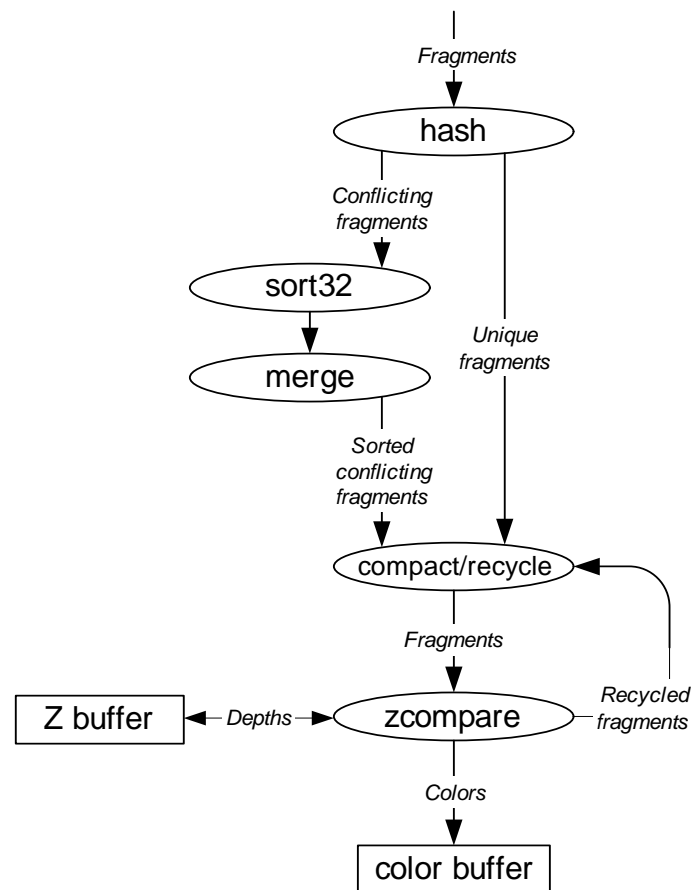 Fragments
hash
Conflicting
fragments
sort32
merge
Unique
fragments
Sorted
conflicting
fragments
compact/recycle
Fragments
Z buffer
Depths
zcompare
Recycled
fragments
Colors
color buffer